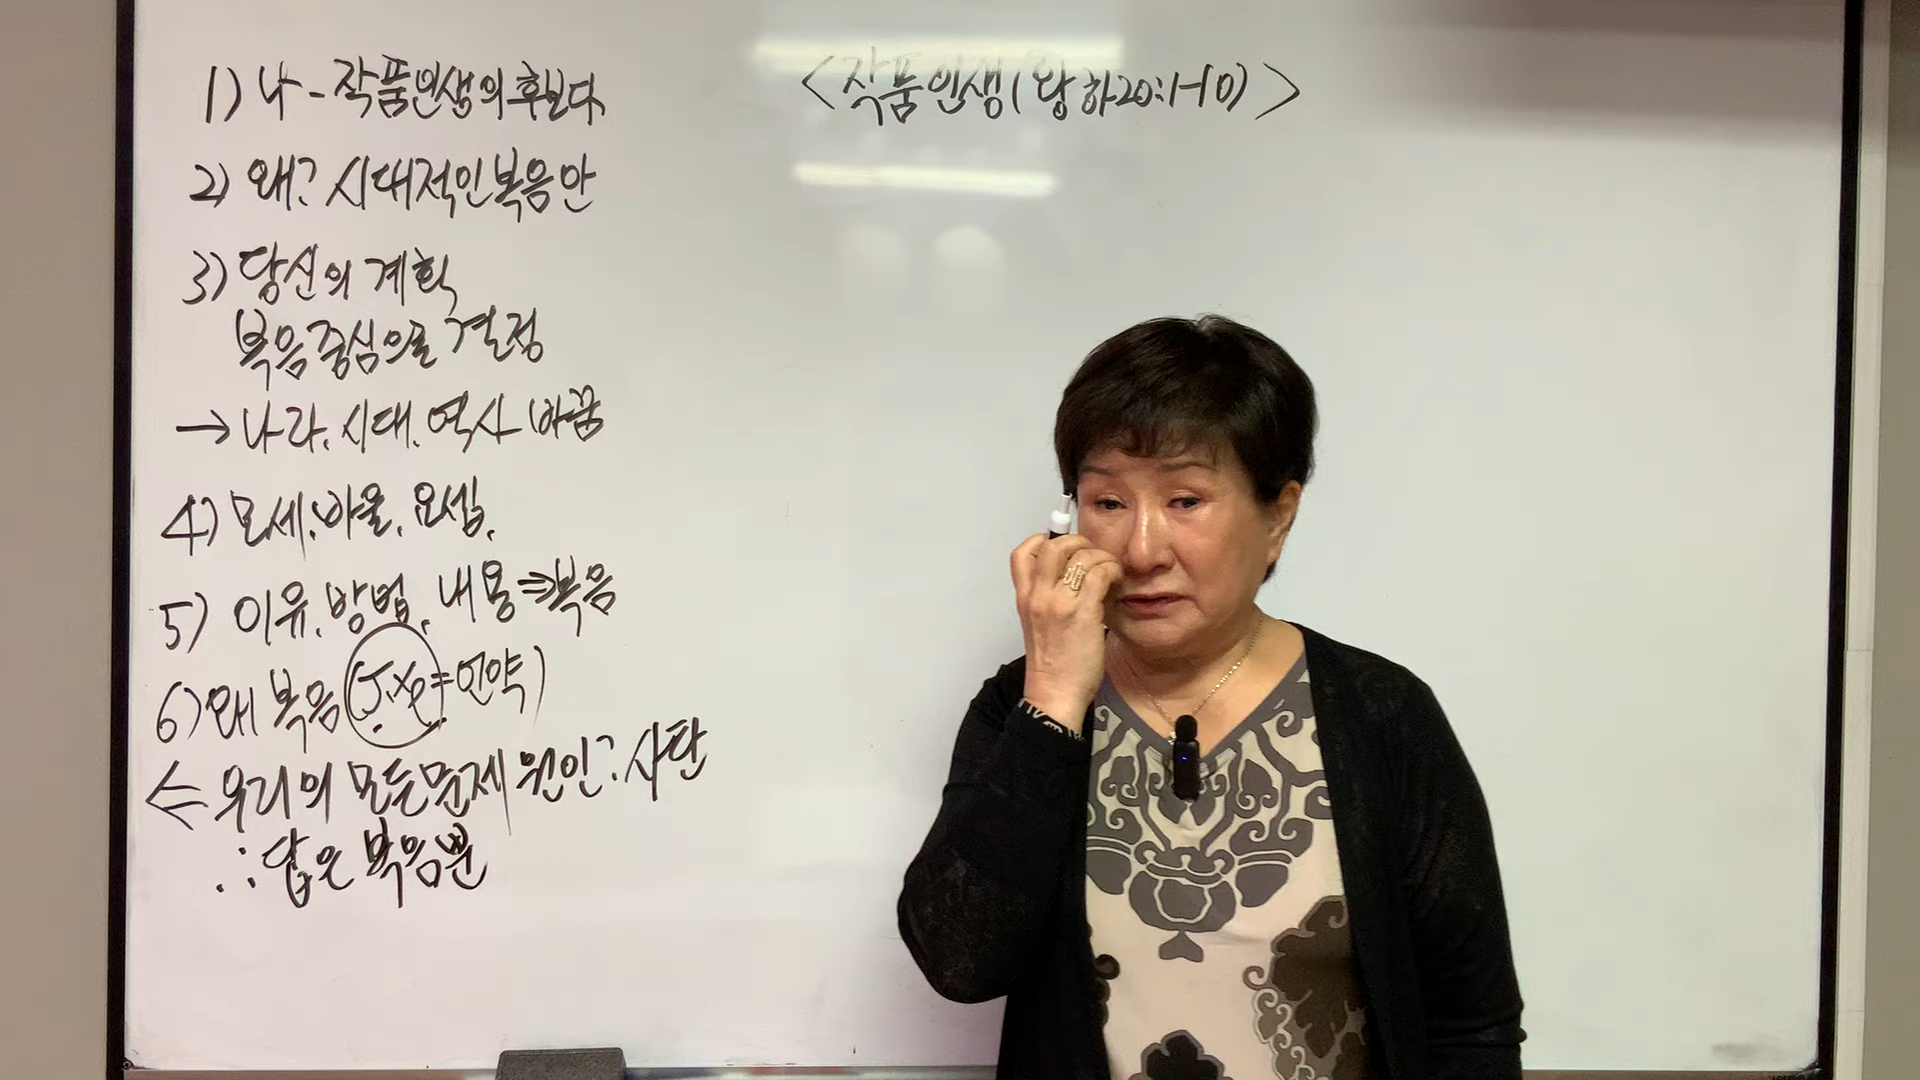 <작품인생(왕하20:1-10)>
1) 나 - 작품인생의 후보다.
2) 왜? 시대적인 복음 안
3) 당신의 계획
복음중심으로 결정
→ 나라. 시대. 역사 바꿈
4) 모세. 바울. 요셉.
5) 이유. 방법. 내용 ⇒ 복음
6) 왜 복음 (J.X.e = 언약)
⇐ 우리의 모든 문제 원인? 사탄
∴ 답은 복음뿐